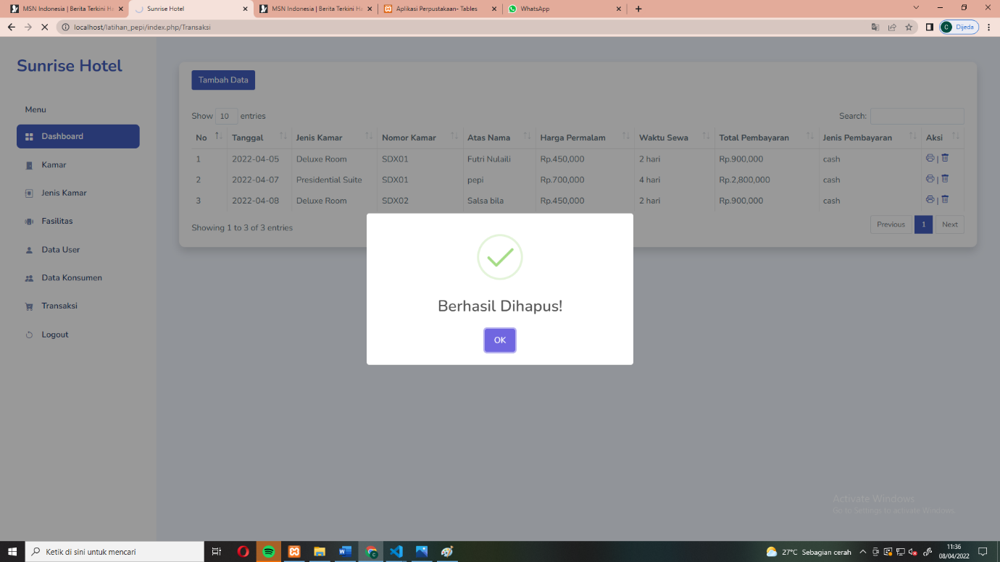 MSN Indonesia | Berita Terkini Ha
Sunrise Hotel
MSN Indonesia | Berita Terkini Ha
Aplikasi Perpustakaan- Tables
WhatsApp
localhost/latihan_pepi/index.php/Transaksi
C Dijeda
Sunrise Hotel
Menu
Dashboard
Kamar
Jenis Kamar
Fasilitas
Data User
Data Konsumen
Transaksi
Logout
Tambah Data
Show 10 entries
Search:
No Tanggal Jenis Kamar Nomor Kamar Atas Nama Harga Permalam Waktu Sewa Total Pembayaran Jenis Pembayaran Aksi
1 2022-04-05 Deluxe Room SDX01 Futri Nulaili Rp.450,000 2 hari Rp.900,000 cash |
2 2022-04-07 Presidential Suite SDX01 pepi Rp.700,000 4 hari Rp.2,800,000 cash |
3 2022-04-08 Deluxe Room SDX02 Salsa bila Rp.450,000 2 hari Rp.900,000 cash |
Showing 1 to 3 of 3 entries
Previous 1 Next
Berhasil Dihapus!
OK
Activate Windows
Go to Settings to activate Windows.
Ketik di sini untuk mencari
27°C Sebagian cerah
11:36
08/04/2022